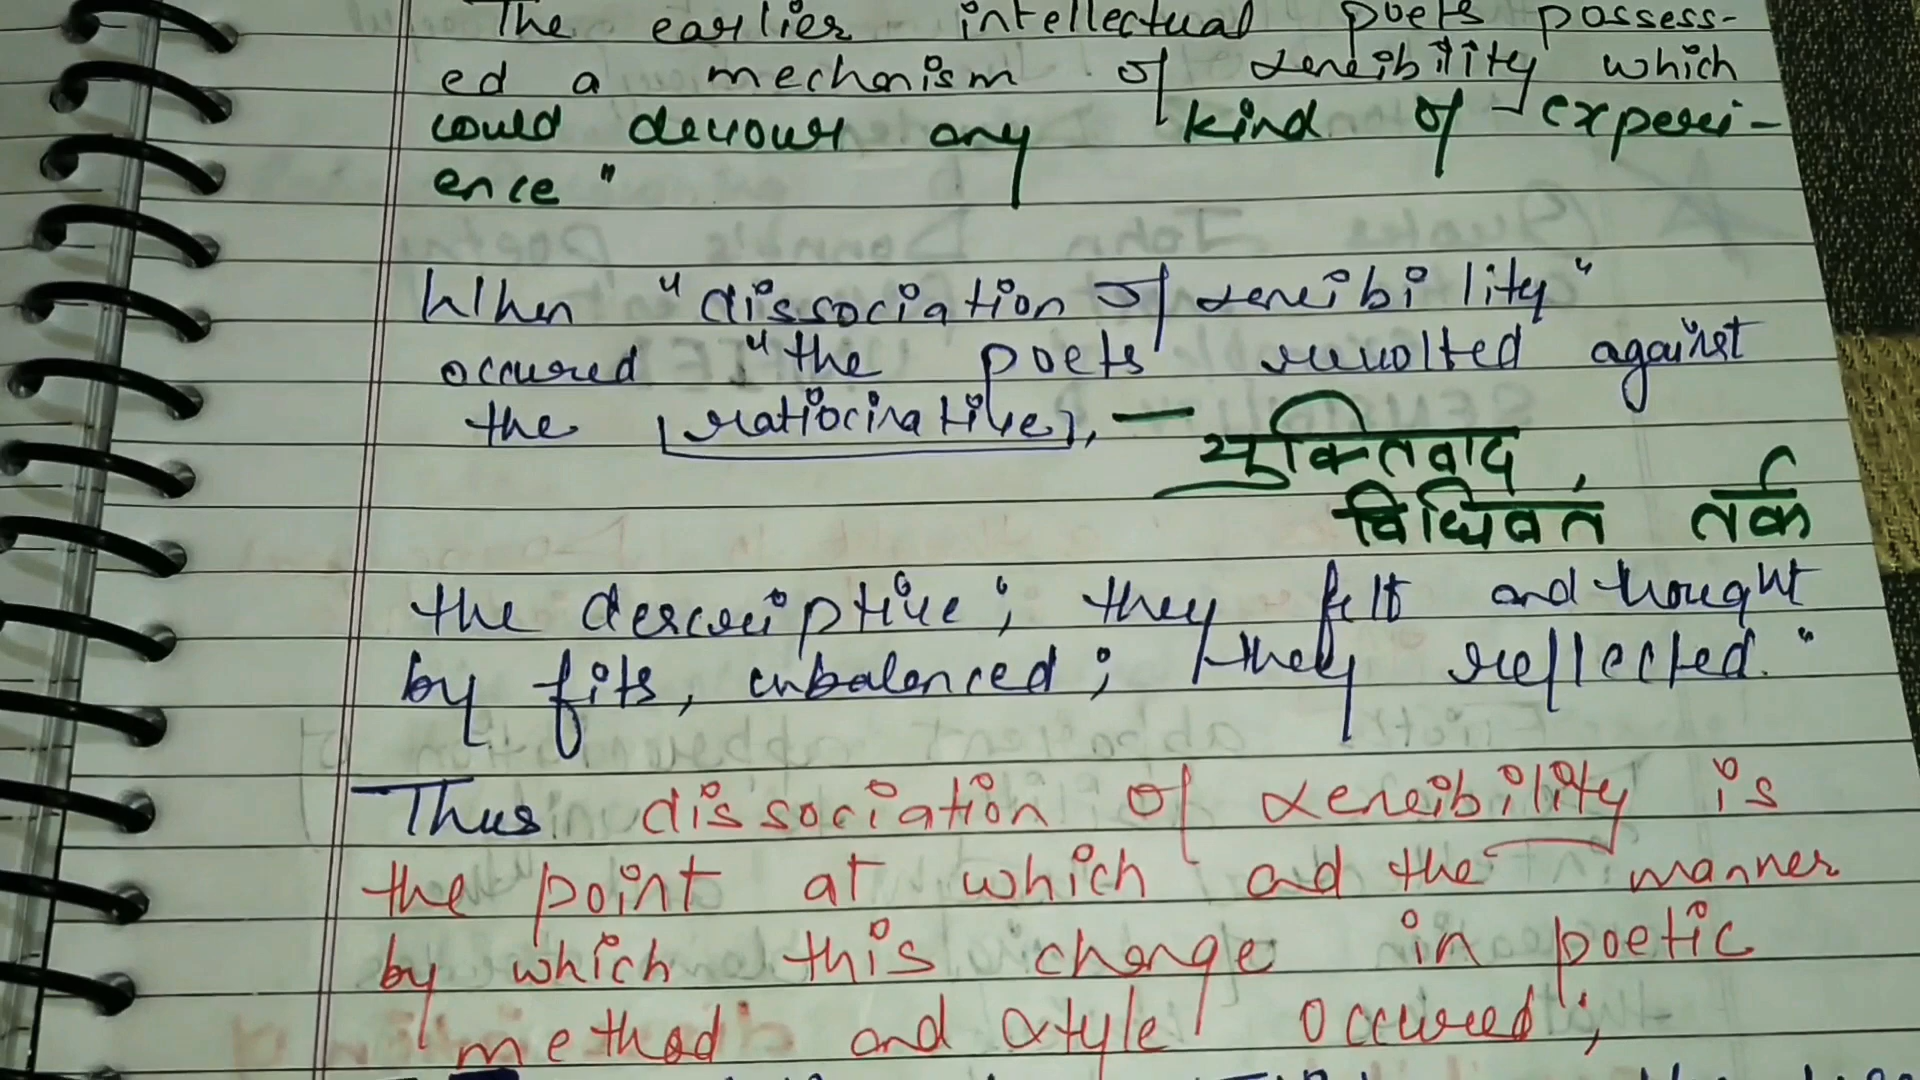 The earlier intellectual poets possess-
ed a mechanism of sensibility which
could devour any kind of experi-
ence"
When "dissociation of sensibility"
occured "the poets revolted against
the [ratiocinative], — युक्तिवाद,
विधिवत तर्क
the descriptive; they felt and thought
by fits, unbalanced; they reflected."
Thus dissociation of sensibility is
the point at which ad the manner
by which this change in poetic
method and style occured;